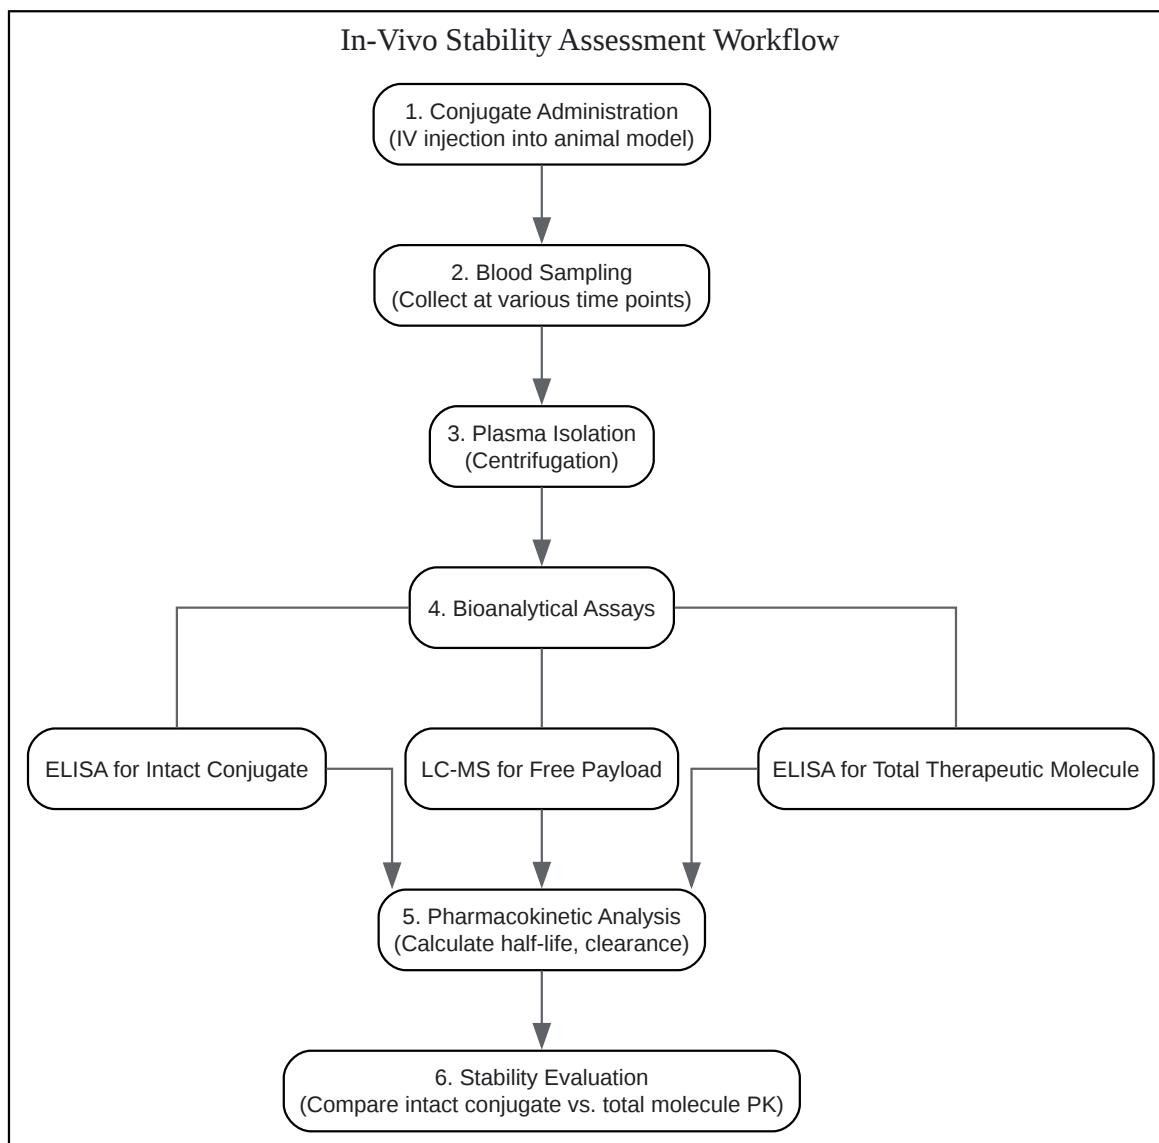 In-Vivo Stability Assessment Workflow
1. Conjugate Administration
(IV injection into animal model)
2. Blood Sampling
(Collect at various time points)
3. Plasma Isolation
(Centrifugation)
4. Bioanalytical Assays
ELISA for Intact Conjugate
LC-MS for Free Payload
ELISA for Total Therapeutic Molecule
5. Pharmacokinetic Analysis
(Calculate half-life, clearance)
6. Stability Evaluation
(Compare intact conjugate vs. total molecule PK)